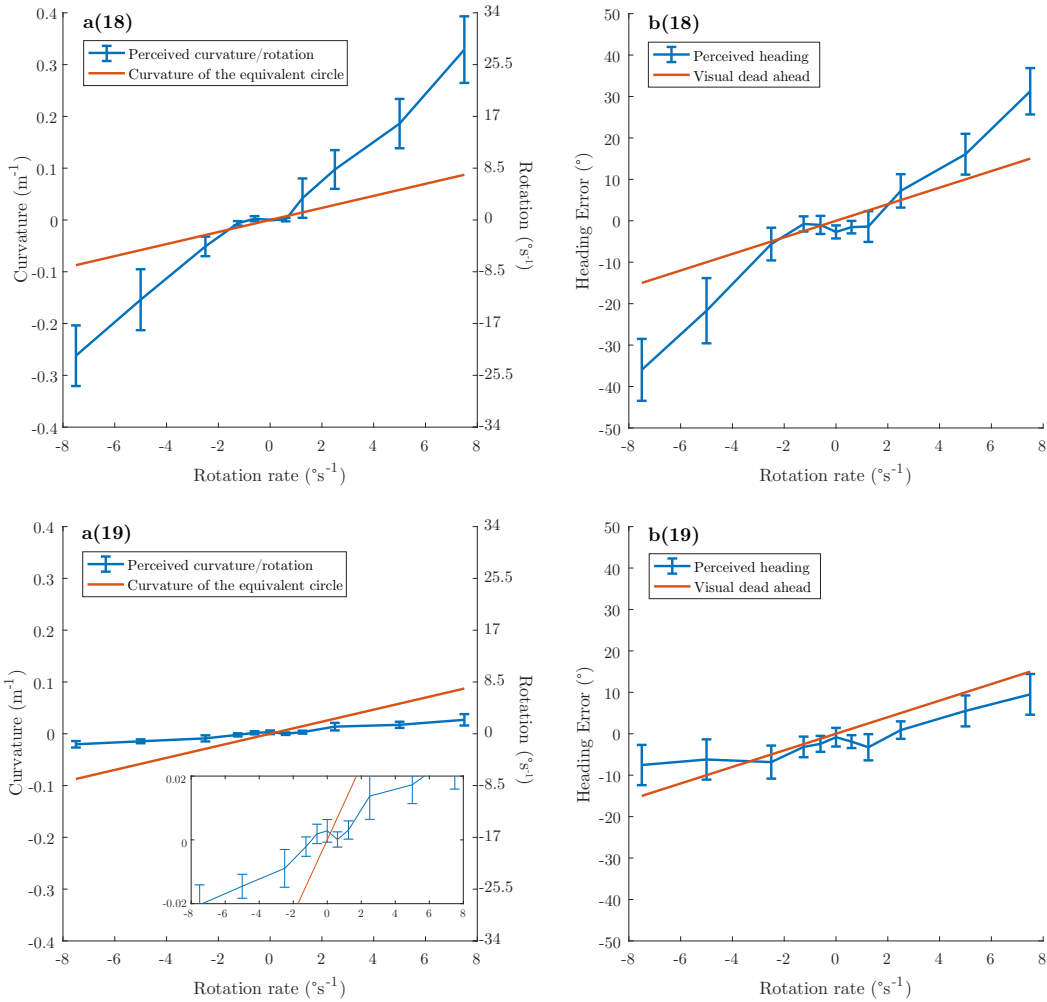 a(18)
Perceived curvature/rotation
Curvature of the equivalent circle
0.4
0.3
0.2
0.1
0
-0.1
-0.2
-0.3
-0.4
Curvature (m-1)
34
25.5
17
8.5
0
-8.5
-17
-25.5
-34
Rotation (°s-1)
-8 -6 -4 -2 0 2 4 6 8
Rotation rate (°s-1)
b(18)
Perceived heading
Visual dead ahead
50
40
30
20
10
0
-10
-20
-30
-40
-50
Heading Error (°)
-8 -6 -4 -2 0 2 4 6 8
Rotation rate (°s-1)
a(19)
Perceived curvature/rotation
Curvature of the equivalent circle
0.4
0.3
0.2
0.1
0
-0.1
-0.2
-0.3
-0.4
Curvature (m-1)
34
25.5
17
8.5
0
-8.5
-17
-25.5
-34
Rotation (°s-1)
0.02
0
-0.02
-8 -6 -4 -2 0 2 4 6 8
-8 -6 -4 -2 0 2 4 6 8
Rotation rate (°s-1)
b(19)
Perceived heading
Visual dead ahead
50
40
30
20
10
0
-10
-20
-30
-40
-50
Heading Error (°)
-8 -6 -4 -2 0 2 4 6 8
Rotation rate (°s-1)